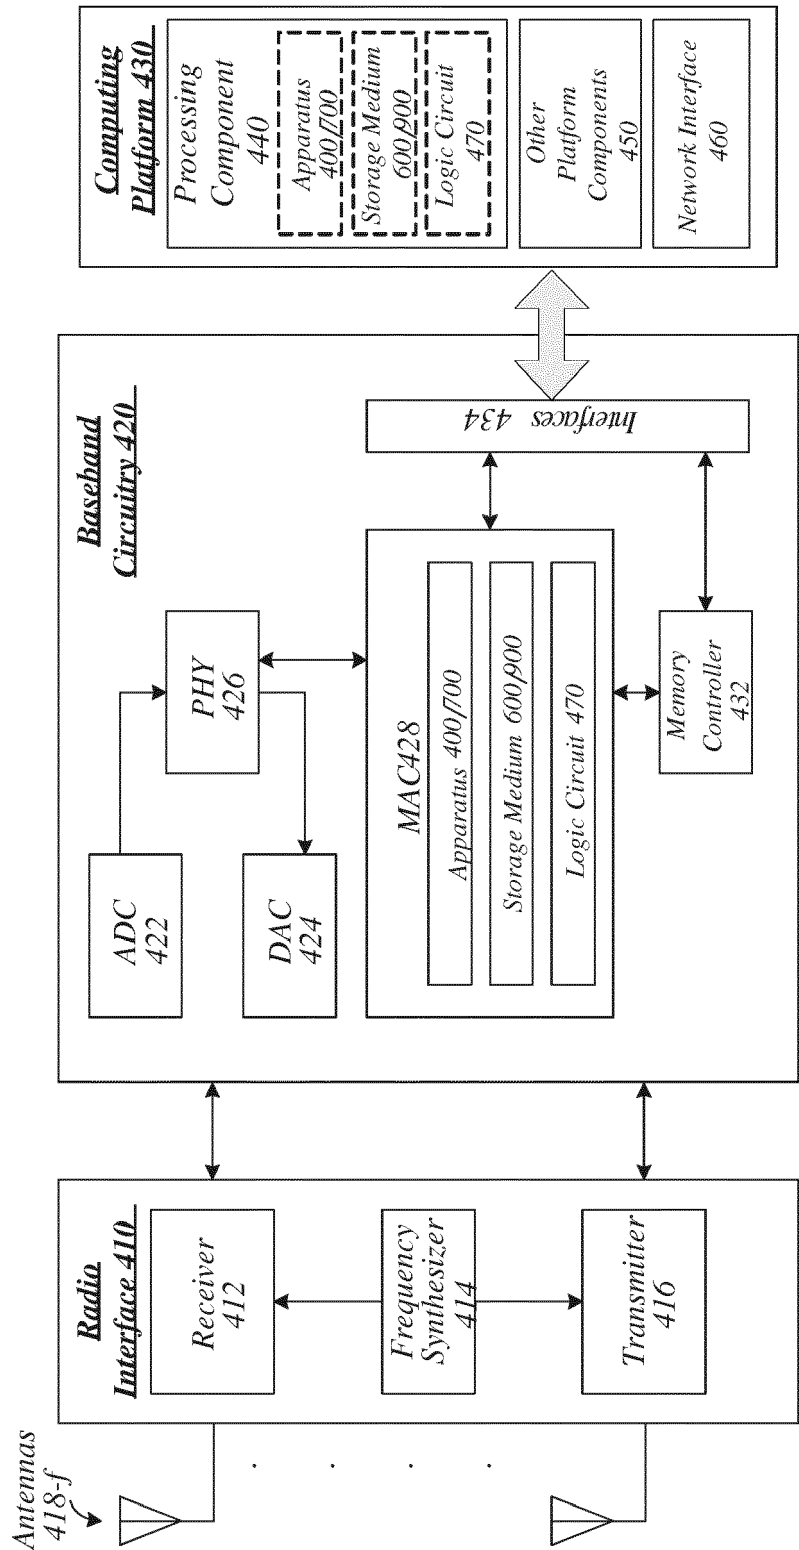 Antennas
418-f
Radio
Interface 410
Receiver
412
Frequency
Synthesizer
414
Transmitter
416
Baseband
Circuitry 420
ADC
422
PHY
426
DAC
424
MAC428
Apparatus 400/700
Storage Medium 600/900
Logic Circuit 470
Memory
Controller
432
Interfaces 434
Computing
Platform 430
Processing
Component
440
Apparatus
400/700
Storage Medium
600/900
Logic Circuit
470
Other
Platform
Components
450
Network Interface
460